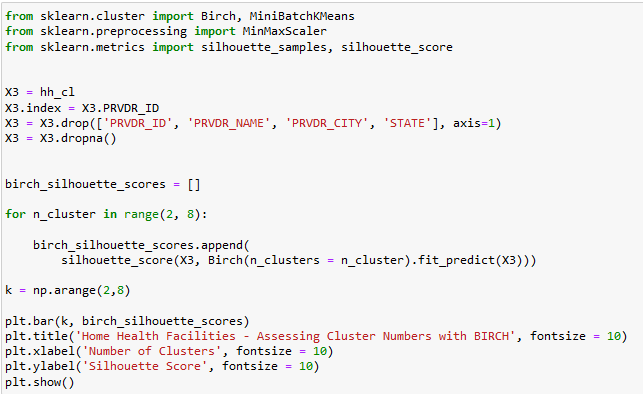 from sklearn.cluster import Birch, MiniBatchKMeans
from sklearn.preprocessing import MinMaxScaler
from sklearn.metrics import silhouette_samples, silhouette_score
X3 = hh_cl
X3.index = X3.PRVDR_ID
X3 = X3.drop(['PRVDR_ID', 'PRVDR_NAME', 'PRVDR_CITY', 'STATE'], axis=1)
X3 = X3.dropna()
birch_silhouette_scores = []
for n_cluster in range(2, 8):
    birch_silhouette_scores.append(
        silhouette_score(X3, Birch(n_clusters = n_cluster).fit_predict(X3)))
k = np.arange(2,8)
plt.bar(k, birch_silhouette_scores)
plt.title('Home Health Facilities - Assessing Cluster Numbers with BIRCH', fontsize = 10)
plt.xlabel('Number of Clusters', fontsize = 10)
plt.ylabel('Silhouette Score', fontsize = 10)
plt.show()